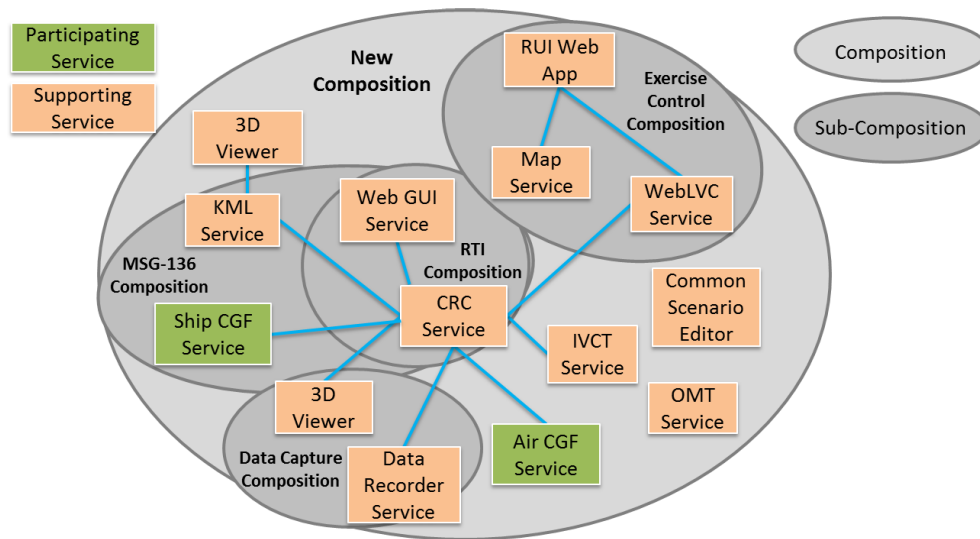 Participating
Service
Supporting
Service
New
Composition
RUI Web
App
Exercise
Control
Composition
Composition
Sub-Composition
3D
Viewer
Map
Service
WebLVC
Service
KML
Service
Web GUI
Service
RTI
Composition
MSG-136
Composition
CRC
Service
Common
Scenario
Editor
Ship CGF
Service
IVCT
Service
3D
Viewer
OMT
Service
Air CGF
Service
Data Capture
Composition
Data
Recorder
Service